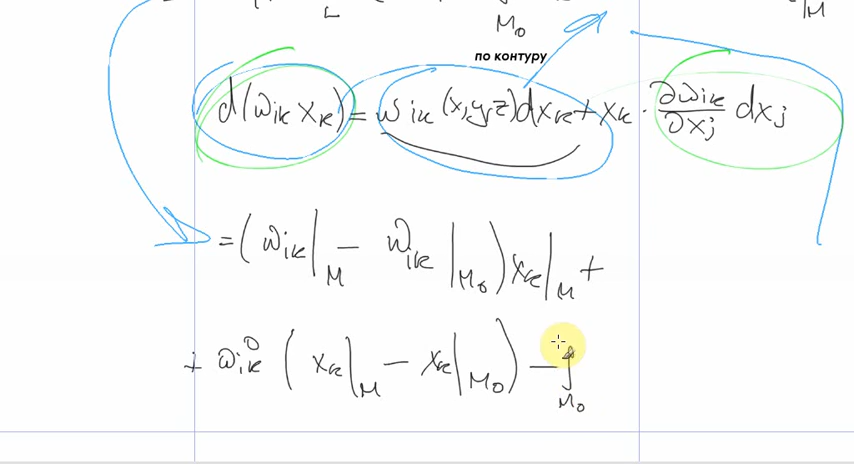 M₀
|M
по контуру
d(ωᵢₖ xₖ) = ωᵢₖ(x,y,z)dxₖ + xₖ · ∂ωᵢₖ/∂xⱼ dxⱼ
= (ωᵢₖ|M − ωᵢₖ|M₀)xₖ|M +
+ ωᵢₖ⁰ (xₖ|M − xₖ|M₀) − ∫M₀